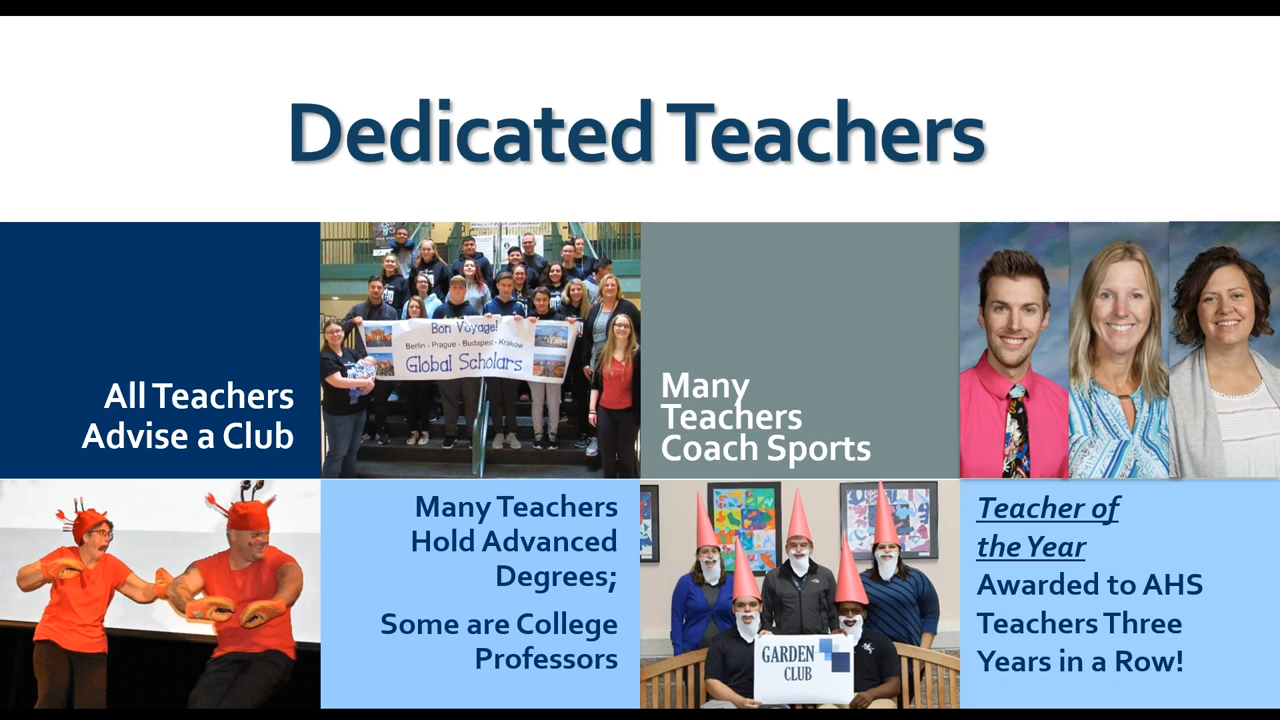 Dedicated Teachers
All Teachers
Advise a Club
Bon Voyage!
Berlin - Prague - Budapest - Krakow
Global Scholars
Many
Teachers
Coach Sports
Many Teachers
Hold Advanced
Degrees;
Some are College
Professors
GARDEN
CLUB
Teacher of
the Year
Awarded to AHS
Teachers Three
Years in a Row!